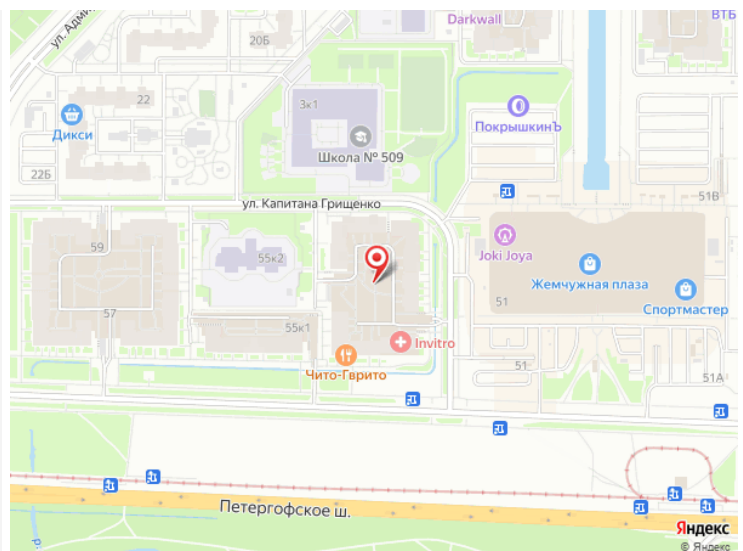 Darkwall
ВТБ
ул. Адми
20Б
22
3к1
Дикси
ПокрышкинЪ
Школа № 509
22Б
51В
ул. Капитана Грищенко
59
55к2
Joki Joya
Жемчужная плаза
51
Спортмастер
57
55к1
Invitro
Чито-Гврито
51
51А
Петергофское ш.
Яндекс
© Яндекс